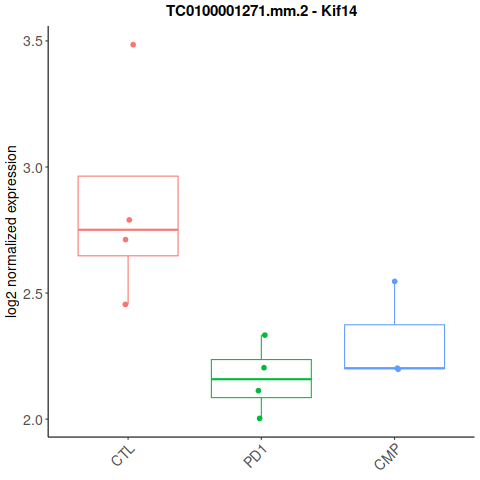 TC0100001271.mm.2 - Kif14
log2 normalized expression
3.5
3.0
2.5
2.0
CTL
PD1
CMP